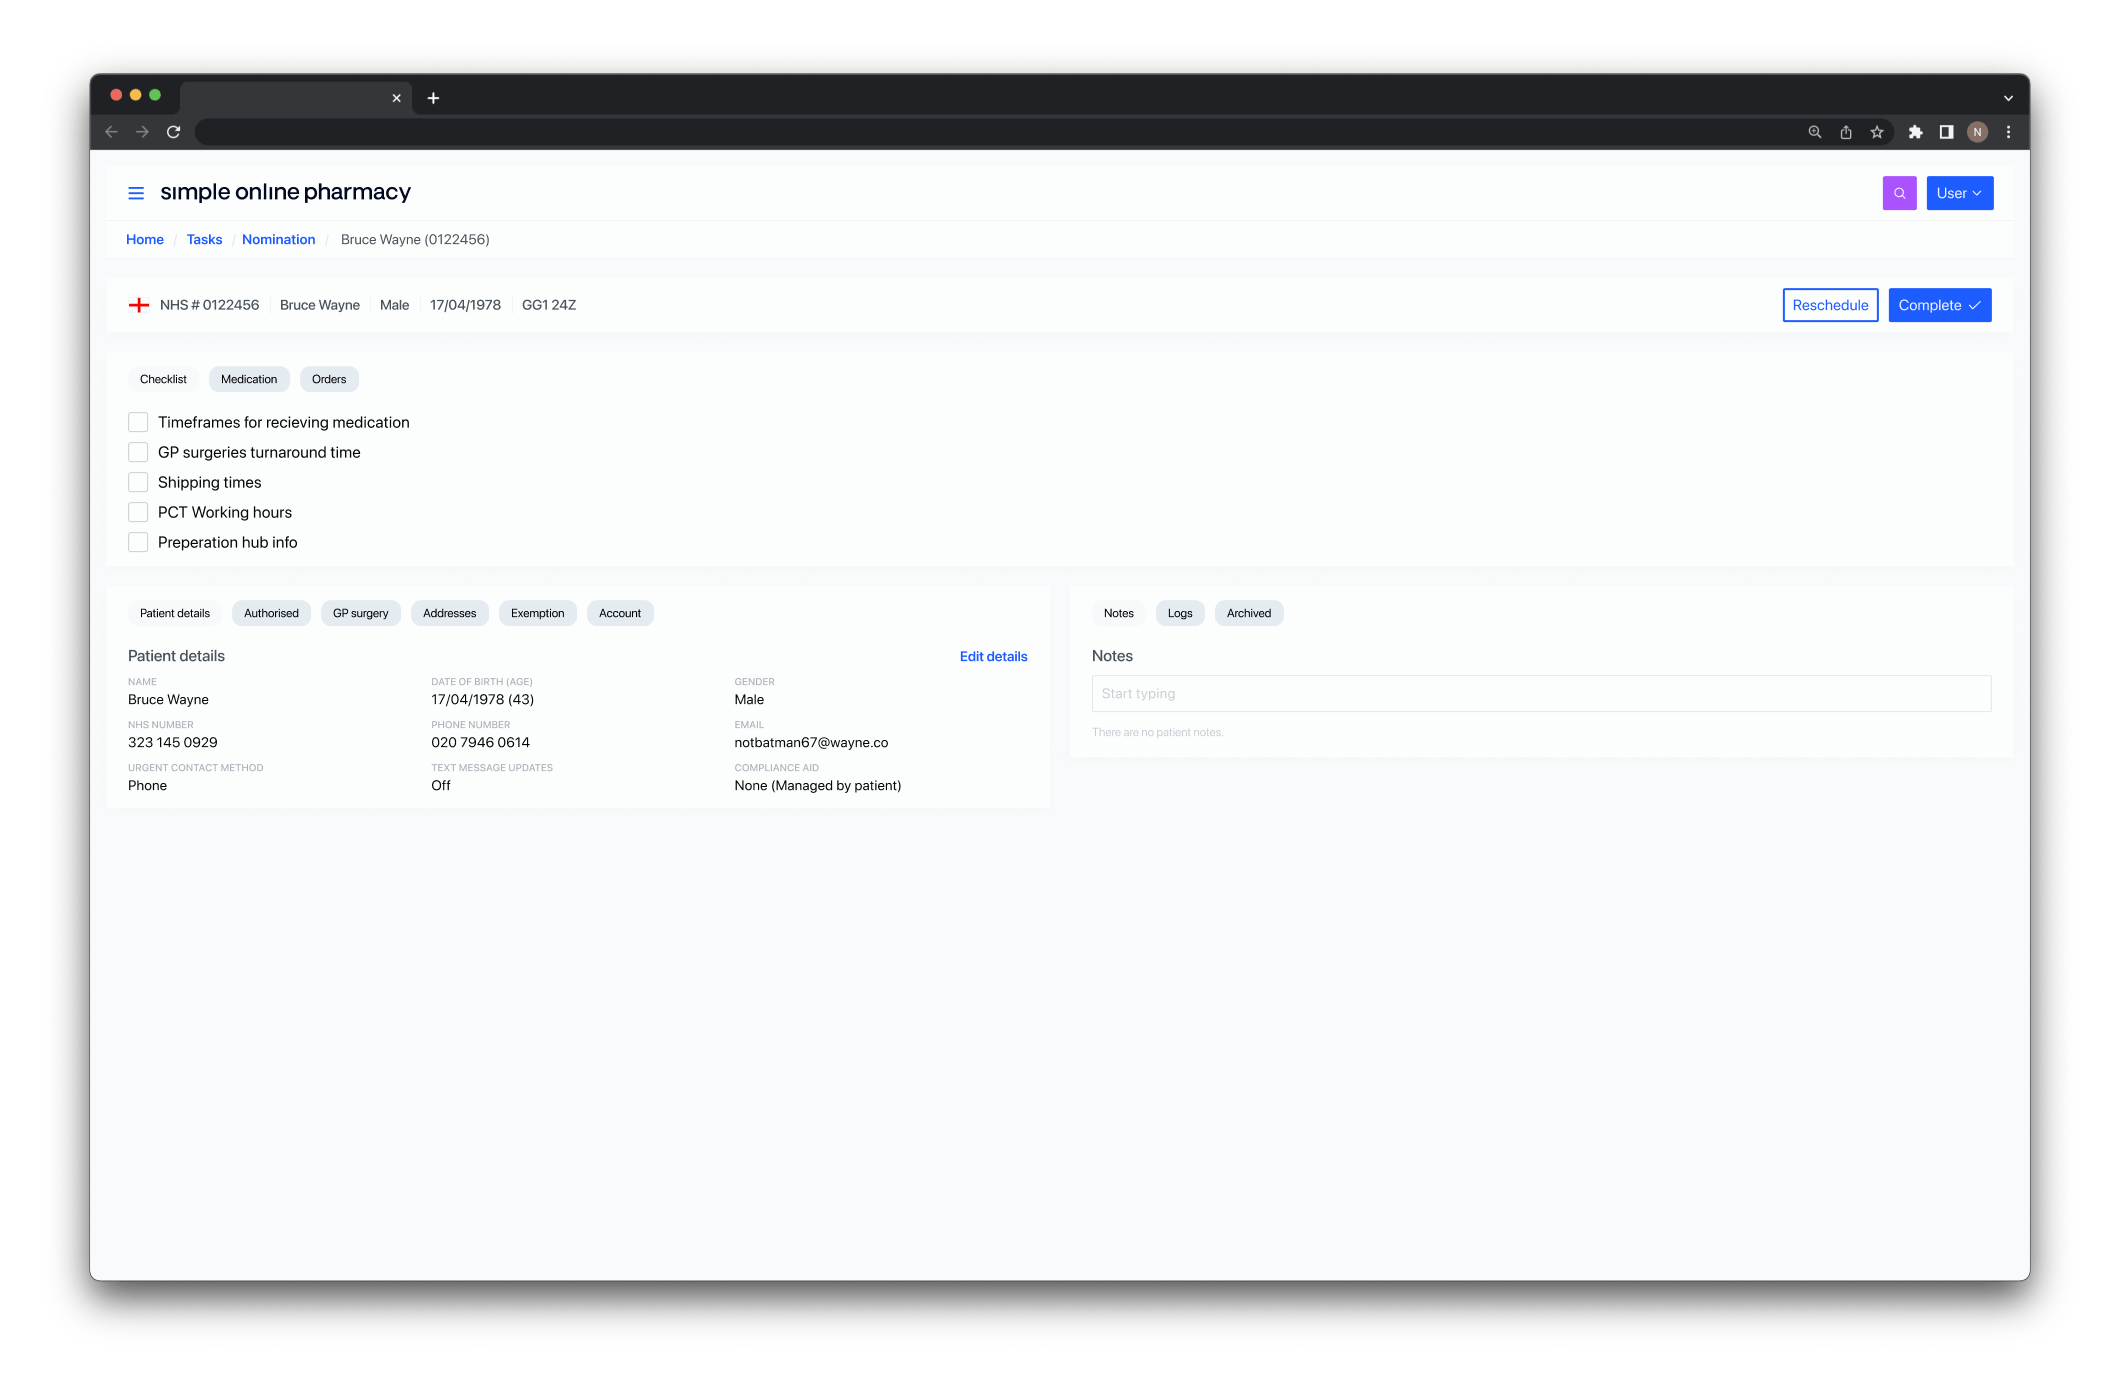 simple online pharmacy
User
Home / Tasks / Nomination / Bruce Wayne (0122456)
NHS # 0122456 Bruce Wayne Male 17/04/1978 GG1 24Z
Reschedule Complete
Checklist Medication Orders
Timeframes for recieving medication
GP surgeries turnaround time
Shipping times
PCT Working hours
Preperation hub info
Patient details Authorised GP surgery Addresses Exemption Account
Patient details Edit details
NAME DATE OF BIRTH (AGE) GENDER
Bruce Wayne 17/04/1978 (43) Male
NHS NUMBER PHONE NUMBER EMAIL
323 145 0929 020 7946 0614 notbatman67@wayne.co
URGENT CONTACT METHOD TEXT MESSAGE UPDATES COMPLIANCE AID
Phone Off None (Managed by patient)
Notes Logs Archived
Notes
Start typing
There are no patient notes.
N